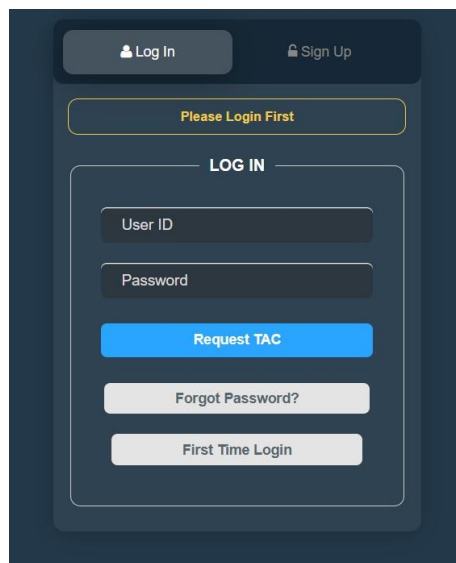 Log In
Sign Up
Please Login First
LOG IN
User ID
Password
Request TAC
Forgot Password?
First Time Login